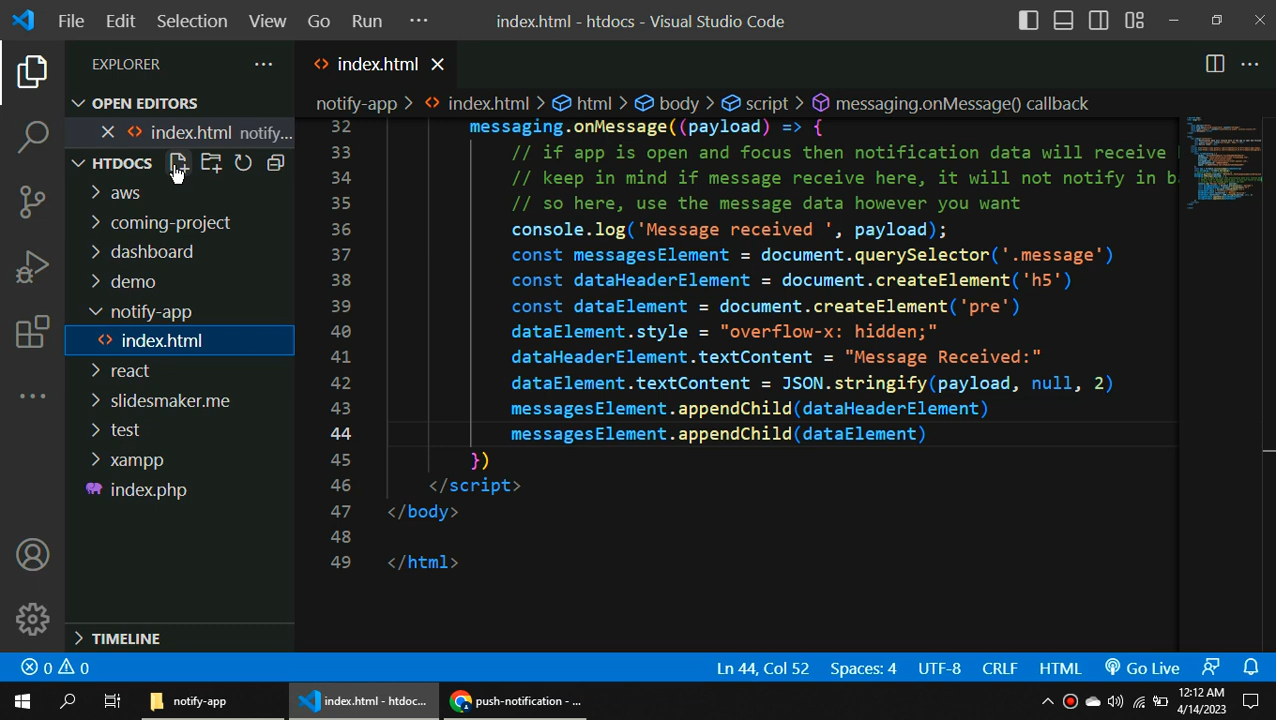 File Edit Selection View Go Run ··· index.html - htdocs - Visual Studio Code
EXPLORER ··· index.html
OPEN EDITORS notify-app > index.html > html > body > script > messaging.onMessage() callback
index.html notify...
HTDOCS
aws
coming-project
dashboard
demo
notify-app
index.html
react
slidesmaker.me
test
xampp
index.php
TIMELINE
32 messaging.onMessage((payload) => {
33 // if app is open and focus then notification data will receive
34 // keep in mind if message receive here, it will not notify in b
35 // so here, use the message data however you want
36 console.log('Message received ', payload);
37 const messagesElement = document.querySelector('.message')
38 const dataHeaderElement = document.createElement('h5')
39 const dataElement = document.createElement('pre')
40 dataElement.style = "overflow-x: hidden;"
41 dataHeaderElement.textContent = "Message Received:"
42 dataElement.textContent = JSON.stringify(payload, null, 2)
43 messagesElement.appendChild(dataHeaderElement)
44 messagesElement.appendChild(dataElement)
45 })
46 </script>
47 </body>
48
49 </html>
0 0 Ln 44, Col 52 Spaces: 4 UTF-8 CRLF HTML Go Live
notify-app index.html - htdoc... push-notification - ... 12:12 AM
4/14/2023